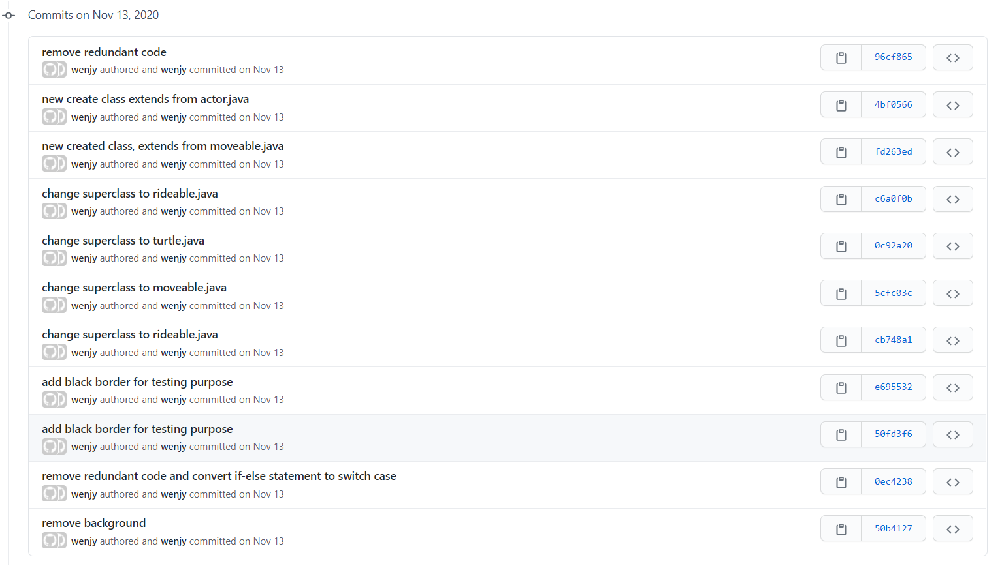 Commits on Nov 13, 2020
remove redundant code
96cf865
wenjy authored and wenjy committed on Nov 13
new create class extends from actor.java
4bf0566
wenjy authored and wenjy committed on Nov 13
new created class, extends from moveable.java
fd263ed
wenjy authored and wenjy committed on Nov 13
change superclass to rideable.java
c6a0f0b
wenjy authored and wenjy committed on Nov 13
change superclass to turtle.java
0c92a20
wenjy authored and wenjy committed on Nov 13
change superclass to moveable.java
5cfc03c
wenjy authored and wenjy committed on Nov 13
change superclass to rideable.java
cb748a1
wenjy authored and wenjy committed on Nov 13
add black border for testing purpose
e695532
wenjy authored and wenjy committed on Nov 13
add black border for testing purpose
50fd3f6
wenjy authored and wenjy committed on Nov 13
remove redundant code and convert if-else statement to switch case
0ec4238
wenjy authored and wenjy committed on Nov 13
remove background
50b4127
wenjy authored and wenjy committed on Nov 13